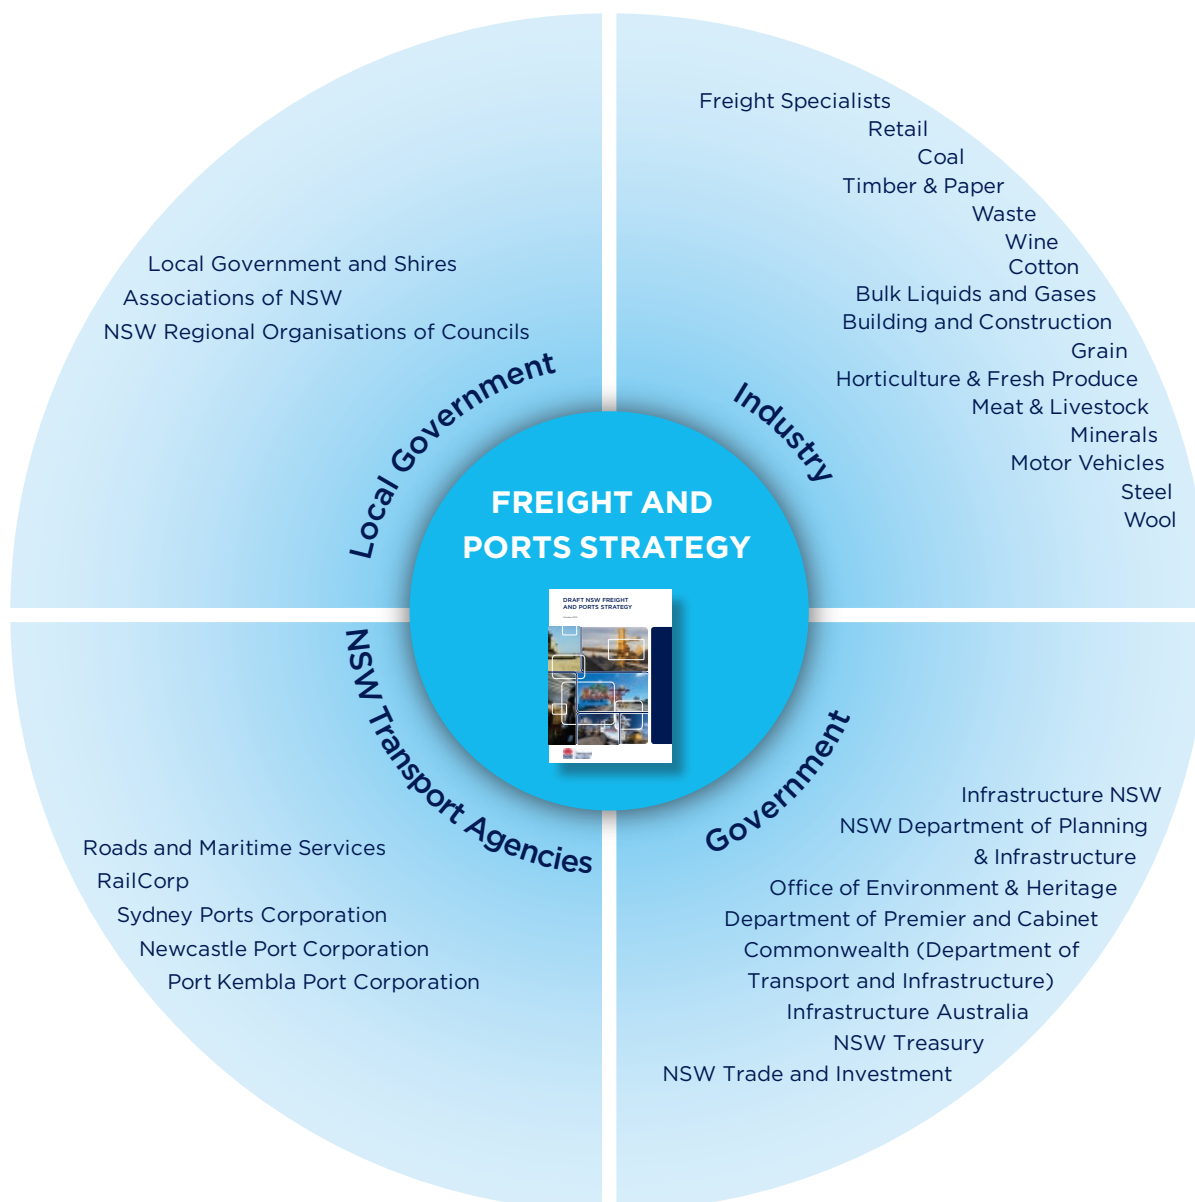 Freight Specialists
Retail
Coal
Timber & Paper
Waste
Wine
Cotton
Bulk Liquids and Gases
Building and Construction
Grain
Horticulture & Fresh Produce
Meat & Livestock
Minerals
Motor Vehicles
Steel
Wool
Industry
Local Government and Shires
Associations of NSW
NSW Regional Organisations of Councils
Local Government
FREIGHT AND
PORTS STRATEGY
DRAFT NSW FREIGHT
AND PORTS STRATEGY
NSW Transport Agencies
Roads and Maritime Services
RailCorp
Sydney Ports Corporation
Newcastle Port Corporation
Port Kembla Port Corporation
Government
Infrastructure NSW
NSW Department of Planning
& Infrastructure
Office of Environment & Heritage
Department of Premier and Cabinet
Commonwealth (Department of
Transport and Infrastructure)
Infrastructure Australia
NSW Treasury
NSW Trade and Investment